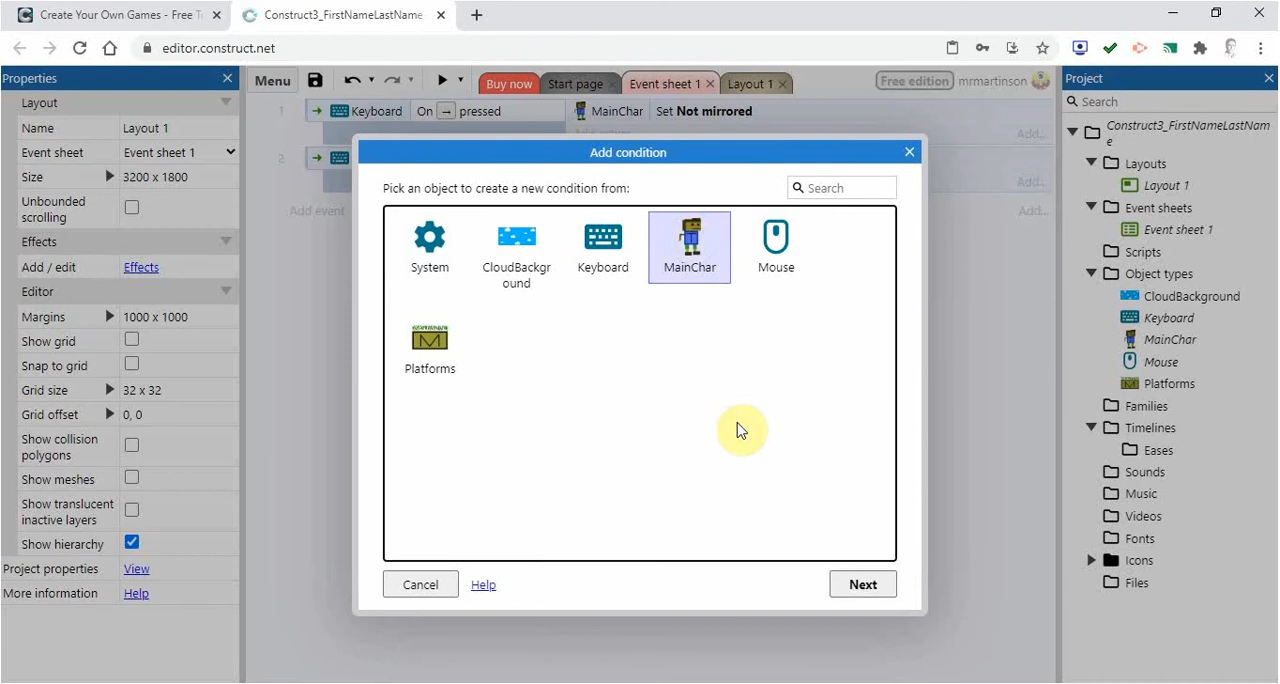 Create Your Own Games - Free T
Construct3_FirstNameLastName
editor.construct.net
Properties
Menu
Buy now
Start page
Event sheet 1
Layout 1
Free edition
mrmartinson
Project
Layout
Name
Layout 1
Event sheet
Event sheet 1
Size
3200 x 1800
Unbounded
scrolling
Effects
Add / edit
Effects
Editor
Margins
1000 x 1000
Show grid
Snap to grid
Grid size
32 x 32
Grid offset
0, 0
Show collision
polygons
Show meshes
Show translucent
inactive layers
Show hierarchy
Project properties
View
More information
Help
1
Keyboard
On → pressed
MainChar
Set Not mirrored
Add...
2
Add...
Add event
Add...
Add condition
Pick an object to create a new condition from:
Search
System
CloudBackgr
ound
Keyboard
MainChar
Mouse
Platforms
Cancel
Help
Next
Search
Construct3_FirstNameLastNam
e
Layouts
Layout 1
Event sheets
Event sheet 1
Scripts
Object types
CloudBackground
Keyboard
MainChar
Mouse
Platforms
Families
Timelines
Eases
Sounds
Music
Videos
Fonts
Icons
Files